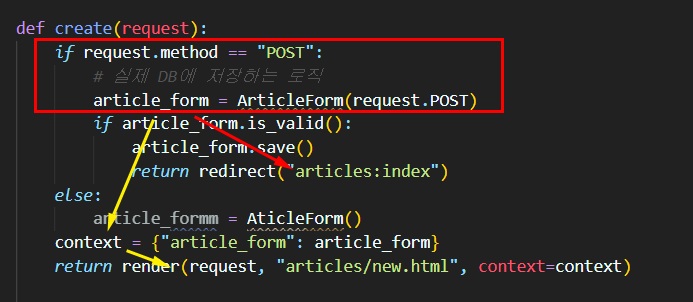 def create(request):
if request.method == "POST":
# 실제 DB에 저장하는 로직
article_form = ArticleForm(request.POST)
if article_form.is_valid():
article_form.save()
return redirect("articles:index")
else:
article_formm = AticleForm()
context = {"article_form": article_form}
return render(request, "articles/new.html", context=context)